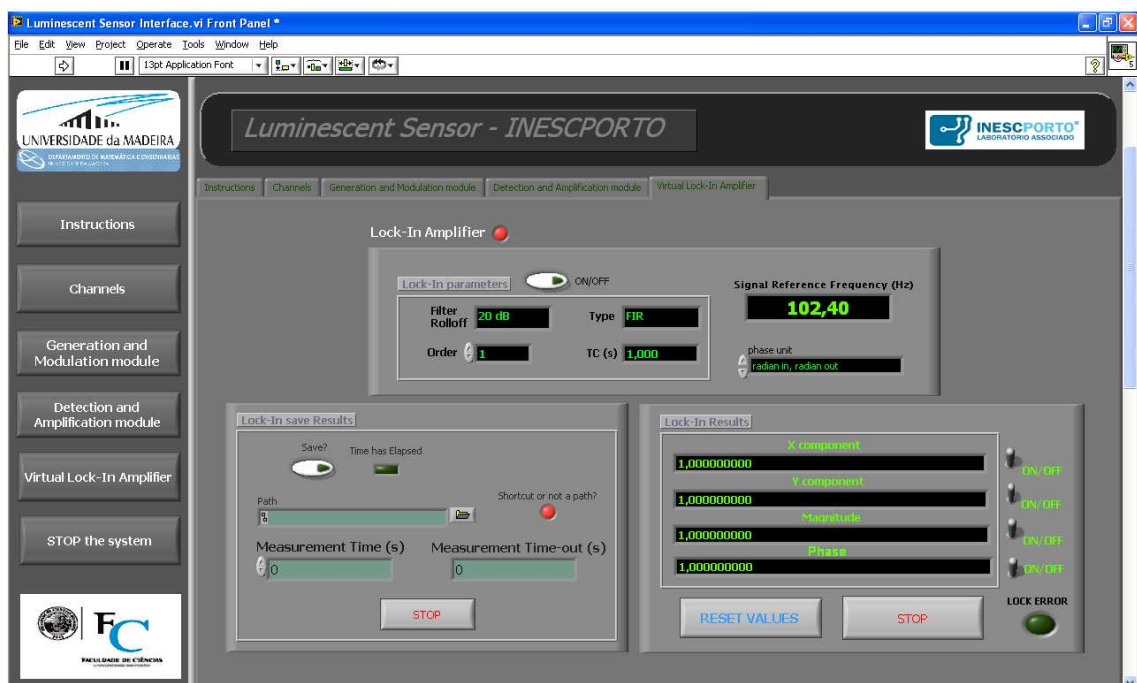 Luminescent Sensor Interface.vi Front Panel *
File Edit View Project Operate Tools Window Help
13pt Application Font
5
UNIVERSIDADE da MADEIRA
DEPARTAMENTO DE MATEMÁTICA E ENGENHARIAS
Luminescent Sensor - INESCPORTO
INESCPORTO®
LABORATÓRIO ASSOCIADO
Instructions
Channels
Generation and Modulation module
Detection and Amplification module
Virtual Lock-In Amplifier
Instructions
Channels
Generation and
Modulation module
Detection and
Amplification module
Virtual Lock-In Amplifier
STOP the system
FC
FACULDADE DE CIÊNCIAS
Lock-In Amplifier
Lock-In parameters
ON/OFF
Filter
Rolloff
20 dB
Type
FIR
Order
1
TC (s)
1,000
Signal Reference Frequency (Hz)
102,40
phase unit
radian in, radian out
Lock-In save Results
Save?
Time has Elapsed
Path
Shortcut or not a path?
Measurement Time (s)
0
Measurement Time-out (s)
0
STOP
Lock-In Results
X component
1,000000000
ON/OFF
Y component
1,000000000
ON/OFF
Magnitude
1,000000000
ON/OFF
Phase
1,000000000
ON/OFF
RESET VALUES
STOP
LOCK ERROR